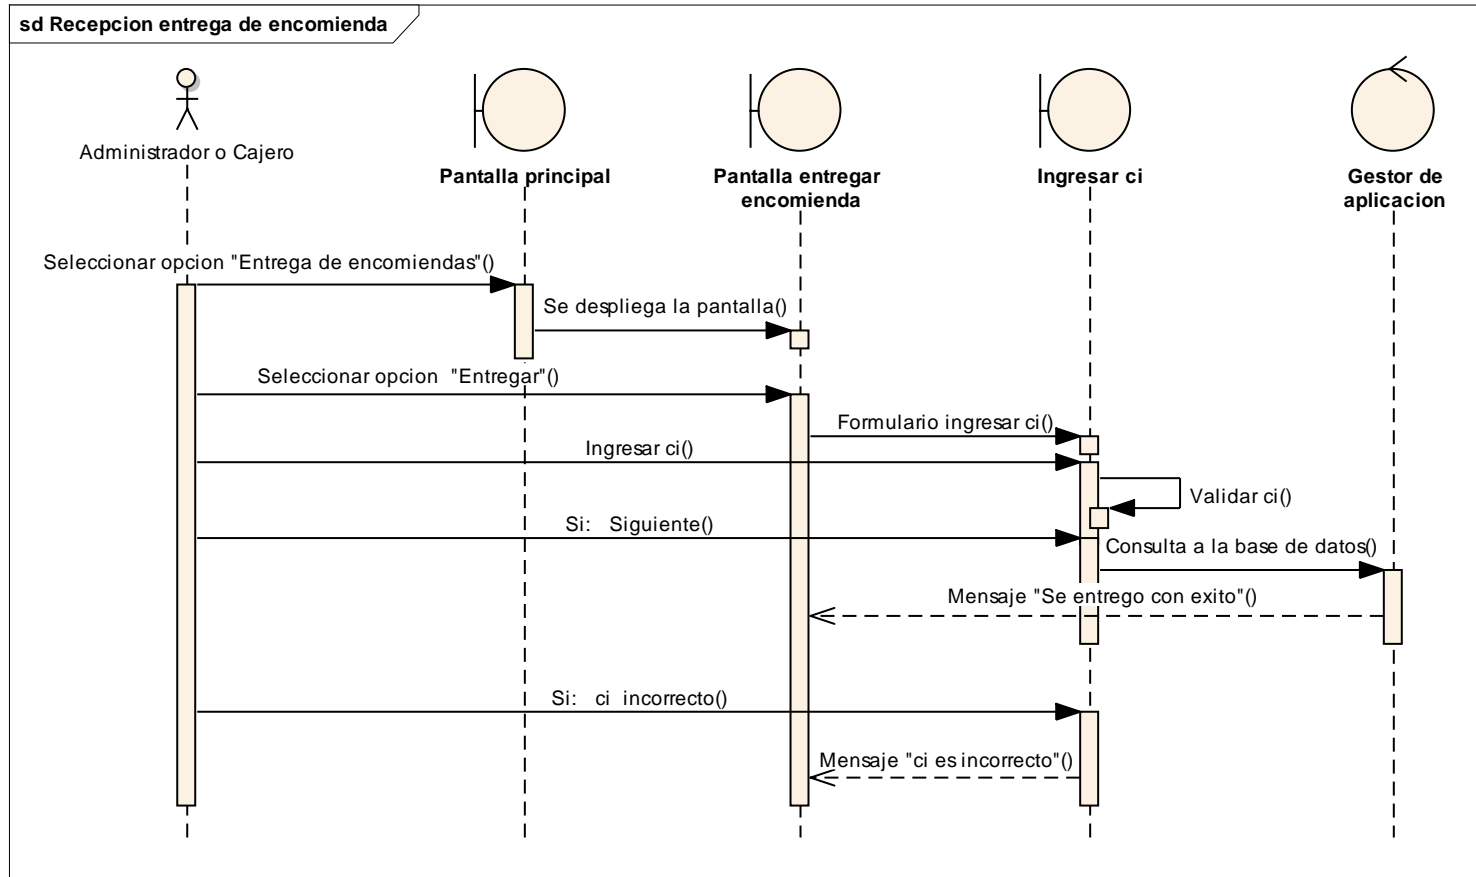 sd Recepcion entrega de encomienda
Administrador o Cajero
Pantalla principal
Pantalla entregar
encomienda
Ingresar ci
Gestor de
aplicacion
Seleccionar opcion "Entrega de encomiendas"()
Se despliega la pantalla()
Seleccionar opcion "Entregar"()
Formulario ingresar ci()
Ingresar ci()
Validar ci()
Si: Siguiente()
Consulta a la base de datos()
Mensaje "Se entrego con exito"()
Si: ci incorrecto()
Mensaje "ci es incorrecto"()